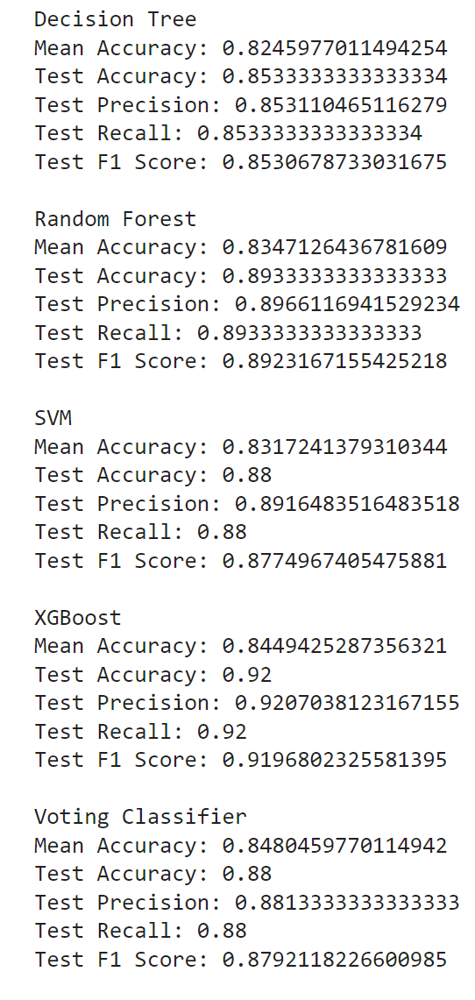 Decision Tree
Mean Accuracy: 0.8245977011494254
Test Accuracy: 0.8533333333333334
Test Precision: 0.853110465116279
Test Recall: 0.8533333333333334
Test F1 Score: 0.8530678733031675
Random Forest
Mean Accuracy: 0.8347126436781609
Test Accuracy: 0.8933333333333333
Test Precision: 0.8966116941529234
Test Recall: 0.8933333333333333
Test F1 Score: 0.8923167155425218
SVM
Mean Accuracy: 0.8317241379310344
Test Accuracy: 0.88
Test Precision: 0.8916483516483518
Test Recall: 0.88
Test F1 Score: 0.8774967405475881
XGBoost
Mean Accuracy: 0.8449425287356321
Test Accuracy: 0.92
Test Precision: 0.9207038123167155
Test Recall: 0.92
Test F1 Score: 0.9196802325581395
Voting Classifier
Mean Accuracy: 0.8480459770114942
Test Accuracy: 0.88
Test Precision: 0.8813333333333333
Test Recall: 0.88
Test F1 Score: 0.8792118226600985